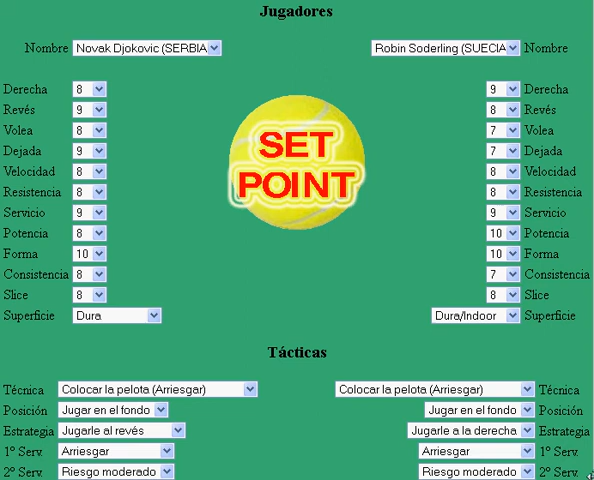 Jugadores
Nombre Novak Djokovic (SERBIA Robin Soderling (SUECIA Nombre
Derecha 8 9 Derecha
Revés 9 8 Revés
Volea 8 7 Volea
Dejada 9 7 Dejada
Velocidad 8 8 Velocidad
Resistencia 8 8 Resistencia
Servicio 9 9 Servicio
Potencia 8 10 Potencia
Forma 10 10 Forma
Consistencia 8 7 Consistencia
Slice 8 8 Slice
Superficie Dura Dura/Indoor Superficie
SET
POINT
Tácticas
Técnica Colocar la pelota (Arriesgar) Colocar la pelota (Arriesgar) Técnica
Posición Jugar en el fondo Jugar en el fondo Posición
Estrategia Jugarle al revés Jugarle a la derecha Estrategia
1º Serv. Arriesgar Arriesgar 1º Serv.
2º Serv. Riesgo moderado Riesgo moderado 2º Serv.